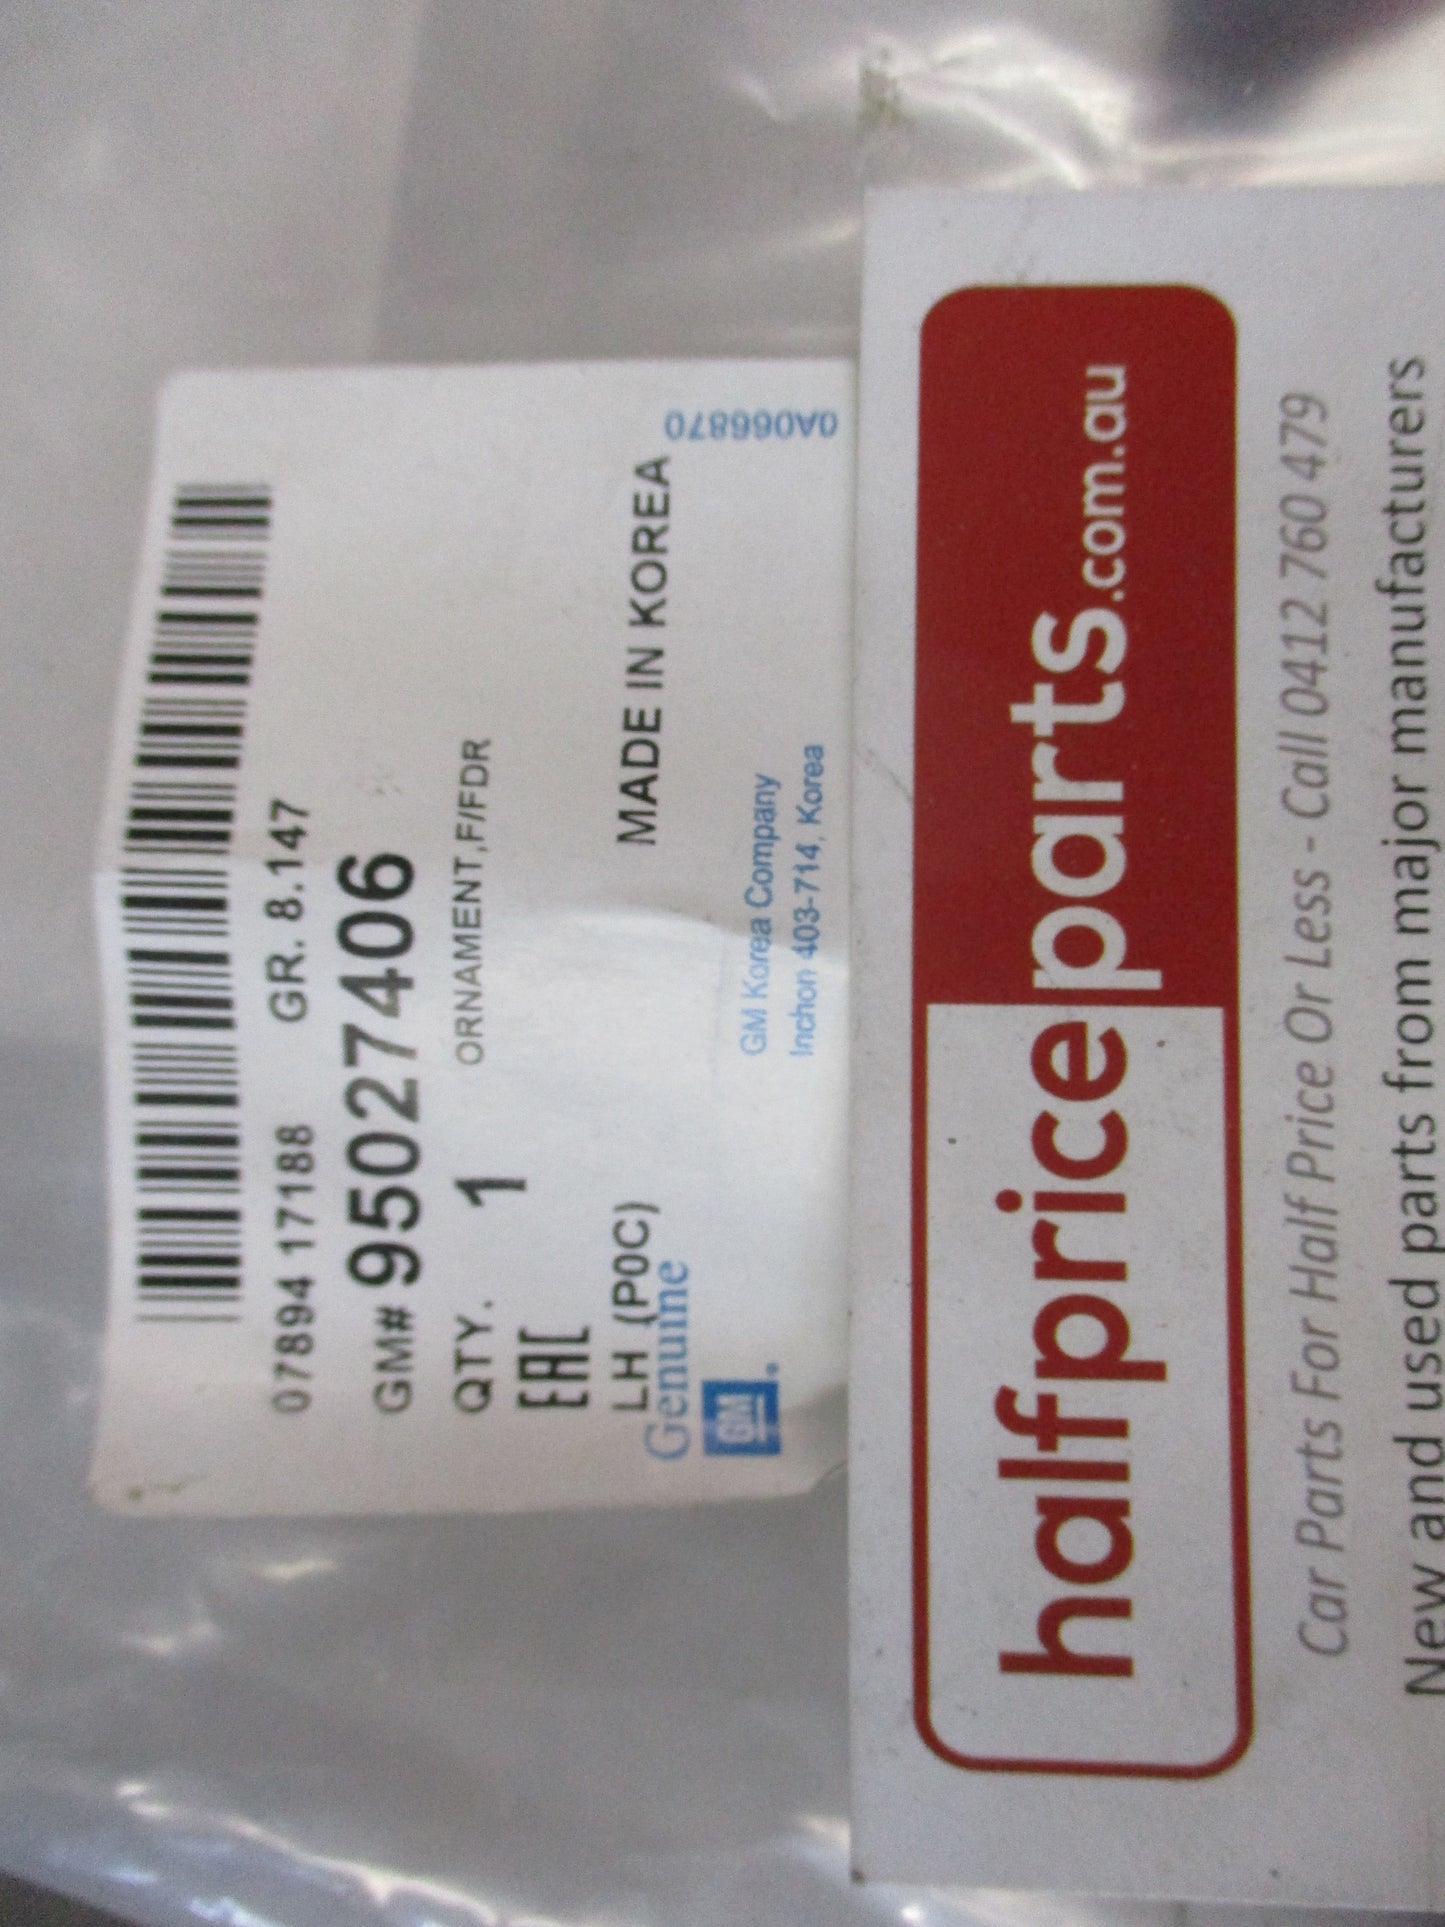 07894 17188 GR. 8.147
GM# 95027406
QTY. 1 ORNAMENT,F/FDR
EAC
LH (P0C) MADE IN KOREA
Genuine
GM
GM Korea Company
Inchon 403-714, Korea
0A066870
halfpriceparts.com.au
Car Parts For Half Price Or Less - Call 0412 760 479
New and used parts from major manufacturers